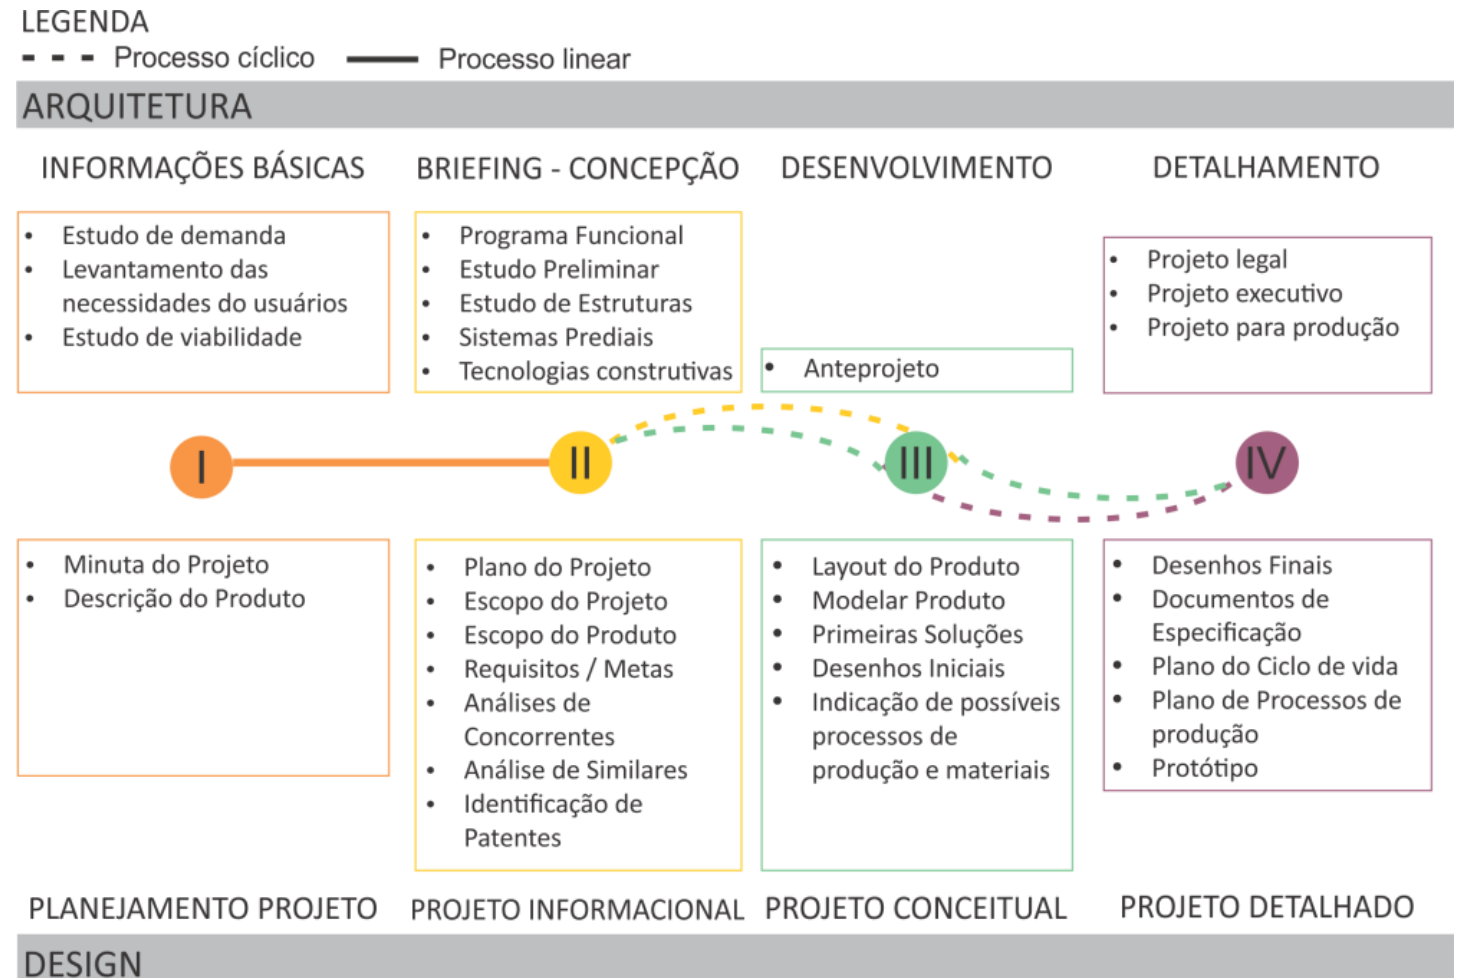 LEGENDA
Processo cíclico Processo linear
ARQUITETURA
INFORMAÇÕES BÁSICAS
• Estudo de demanda
• Levantamento das
necessidades do usuários
• Estudo de viabilidade
BRIEFING - CONCEPÇÃO
• Programa Funcional
• Estudo Preliminar
• Estudo de Estruturas
• Sistemas Prediais
• Tecnologias construtivas
DESENVOLVIMENTO
• Anteprojeto
DETALHAMENTO
• Projeto legal
• Projeto executivo
• Projeto para produção
I
II
III
IV
• Minuta do Projeto
• Descrição do Produto
PLANEJAMENTO PROJETO
• Plano do Projeto
• Escopo do Projeto
• Escopo do Produto
• Requisitos / Metas
• Análises de
Concorrentes
• Análise de Similares
• Identificação de
Patentes
PROJETO INFORMACIONAL
• Layout do Produto
• Modelar Produto
• Primeiras Soluções
• Desenhos Iniciais
• Indicação de possíveis
processos de
produção e materiais
PROJETO CONCEITUAL
• Desenhos Finais
• Documentos de
Especificação
• Plano do Ciclo de vida
• Plano de Processos de
produção
• Protótipo
PROJETO DETALHADO
DESIGN